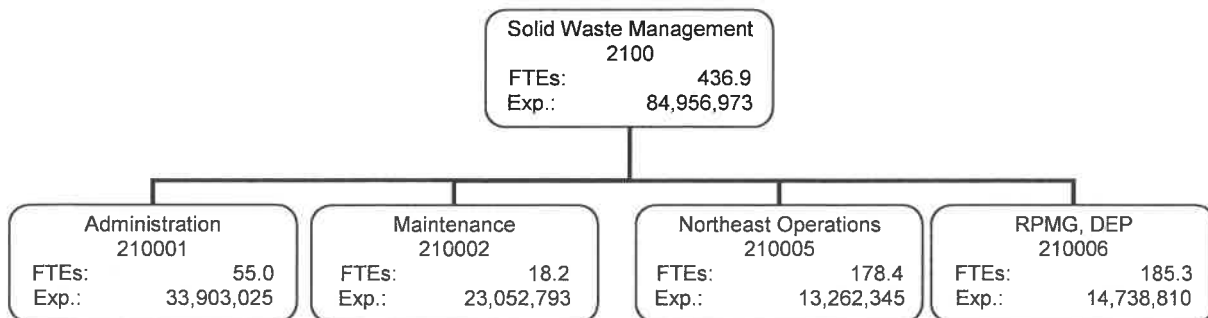 Solid Waste Management
2100
FTEs: 436.9
Exp.: 84,956,973
Administration
210001
FTEs: 55.0
Exp.: 33,903,025
Maintenance
210002
FTEs: 18.2
Exp.: 23,052,793
Northeast Operations
210005
FTEs: 178.4
Exp.: 13,262,345
RPMG, DEP
210006
FTEs: 185.3
Exp.: 14,738,810